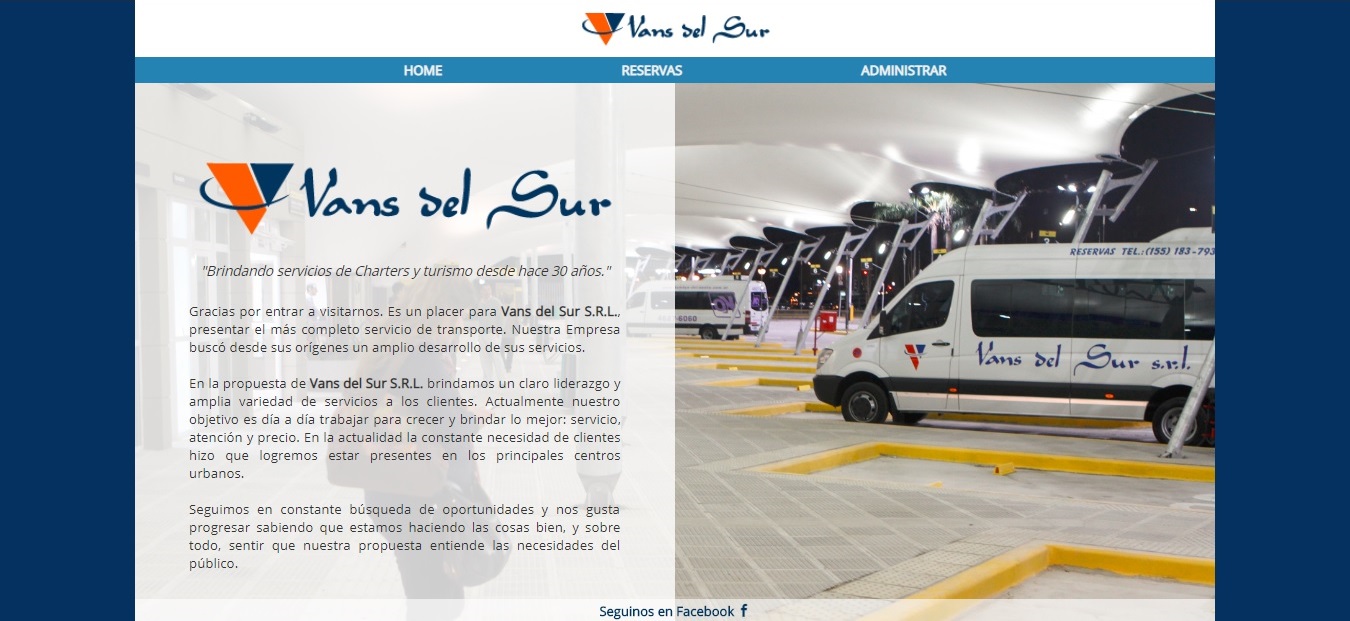 Vans del Sur
HOME RESERVAS ADMINISTRAR
Vans del Sur
"Brindando servicios de Charters y turismo desde hace 30 años."
Gracias por entrar a visitarnos. Es un placer para Vans del Sur S.R.L.,
presentar el más completo servicio de transporte. Nuestra Empresa
buscó desde sus orígenes un amplio desarrollo de sus servicios.
En la propuesta de Vans del Sur S.R.L. brindamos un claro liderazgo y
amplia variedad de servicios a los clientes. Actualmente nuestro
objetivo es día a día trabajar para crecer y brindar lo mejor: servicio,
atención y precio. En la actualidad la constante necesidad de clientes
hizo que logremos estar presentes en los principales centros
urbanos.
Seguimos en constante búsqueda de oportunidades y nos gusta
progresar sabiendo que estamos haciendo las cosas bien, y sobre
todo, sentir que nuestra propuesta entiende las necesidades del
público.
RESERVAS TEL.:(155) 183-793
Vans del Sur s.r.l.
Seguinos en Facebook f